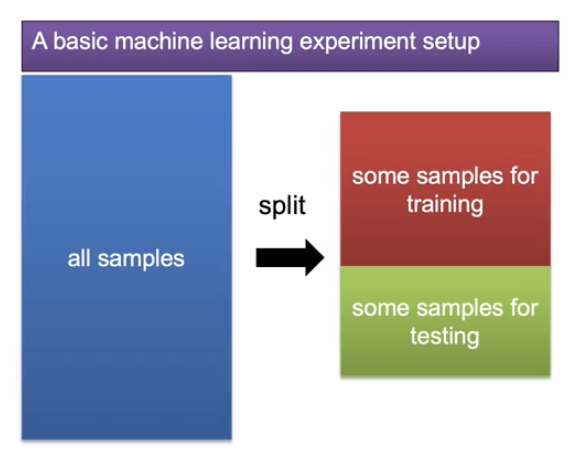 A basic machine learning experiment setup
all samples
split
some samples for
training
some samples for
testing